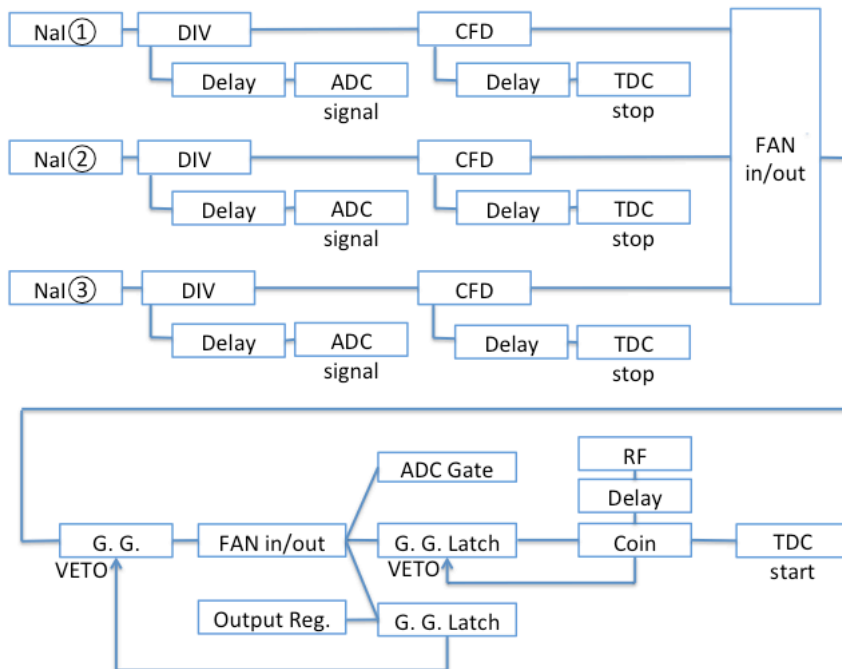 NaI① DIV CFD
Delay ADC Delay TDC
signal stop
NaI② DIV CFD FAN
in/out
Delay ADC Delay TDC
signal stop
NaI③ DIV CFD
Delay ADC Delay TDC
signal stop
ADC Gate RF
Delay
G. G. FAN in/out G. G. Latch Coin TDC
VETO VETO start
Output Reg. G. G. Latch